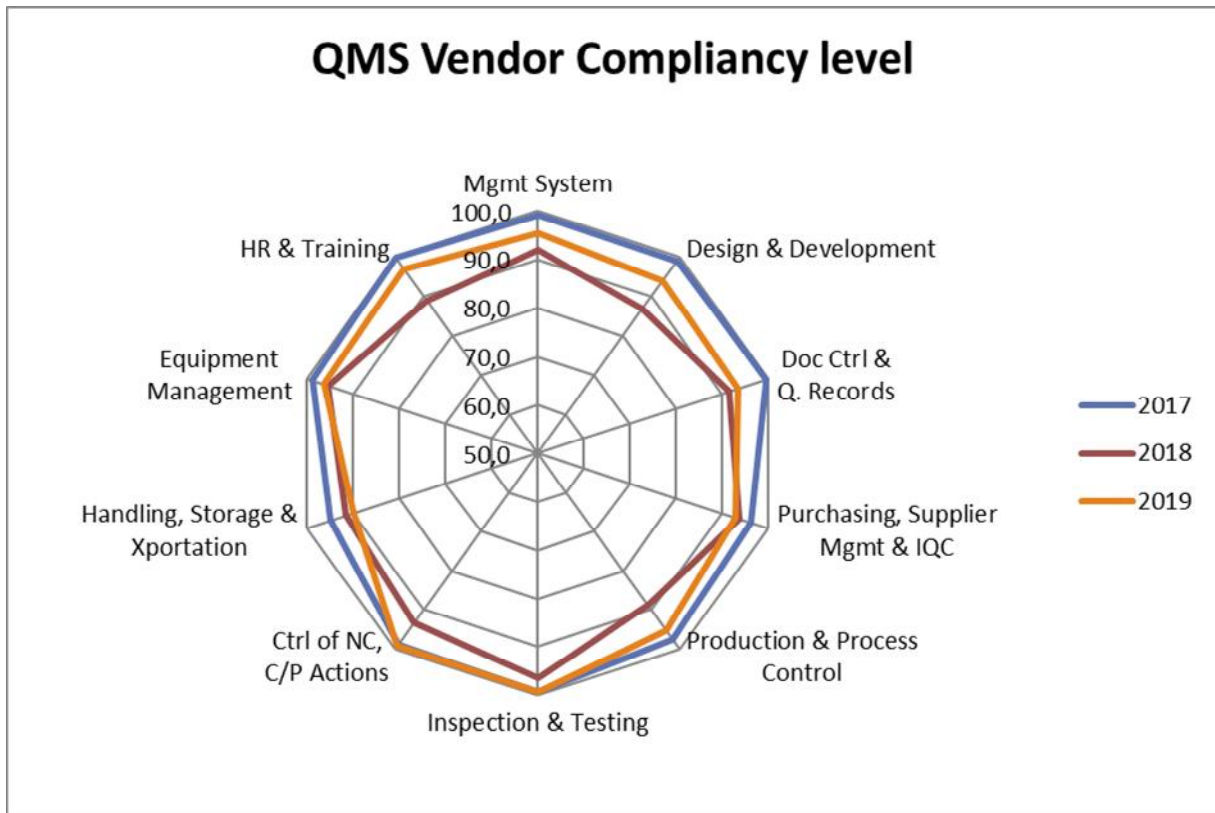 QMS Vendor Compliancy level
Mgmt System
100,0
HR & Training
Design & Development
90,0
80,0
Equipment
Management
Doc Ctrl &
Q. Records
70,0
60,0
50,0
2017
2018
2019
Handling, Storage &
Xportation
Purchasing, Supplier
Mgmt & IQC
Ctrl of NC,
C/P Actions
Production & Process
Control
Inspection & Testing